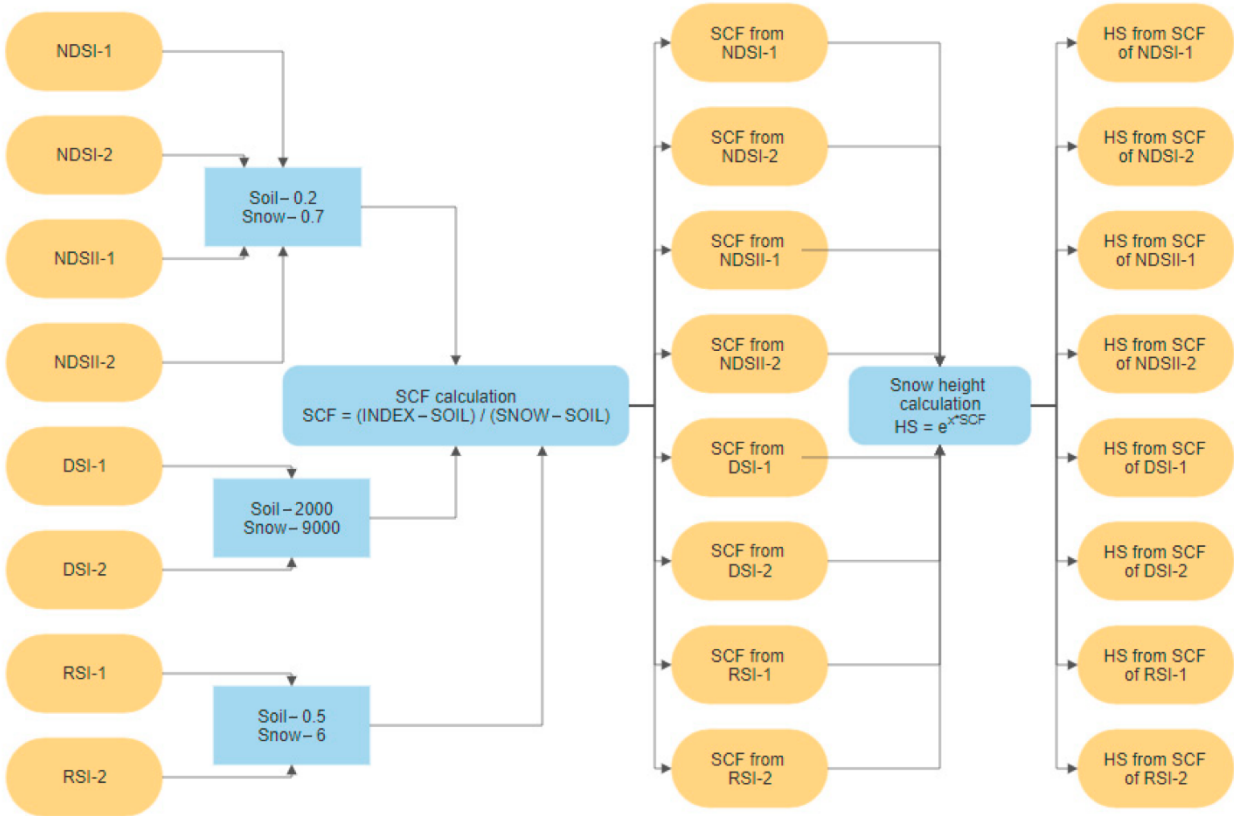 NDSI-1
NDSI-2
NDSII-1
NDSII-2
DSI-1
DSI-2
RSI-1
RSI-2
Soil – 0.2
Snow – 0.7
Soil – 2000
Snow – 9000
Soil – 0.5
Snow – 6
SCF calculation
SCF = (INDEX – SOIL) / (SNOW – SOIL)
SCF from
NDSI-1
SCF from
NDSI-2
SCF from
NDSII-1
SCF from
NDSII-2
SCF from
DSI-1
SCF from
DSI-2
SCF from
RSI-1
SCF from
RSI-2
Snow height
calculation
HS = e^x*SCF
HS from SCF
of NDSI-1
HS from SCF
of NDSI-2
HS from SCF
of NDSII-1
HS from SCF
of NDSII-2
HS from SCF
of DSI-1
HS from SCF
of DSI-2
HS from SCF
of RSI-1
HS from SCF
of RSI-2